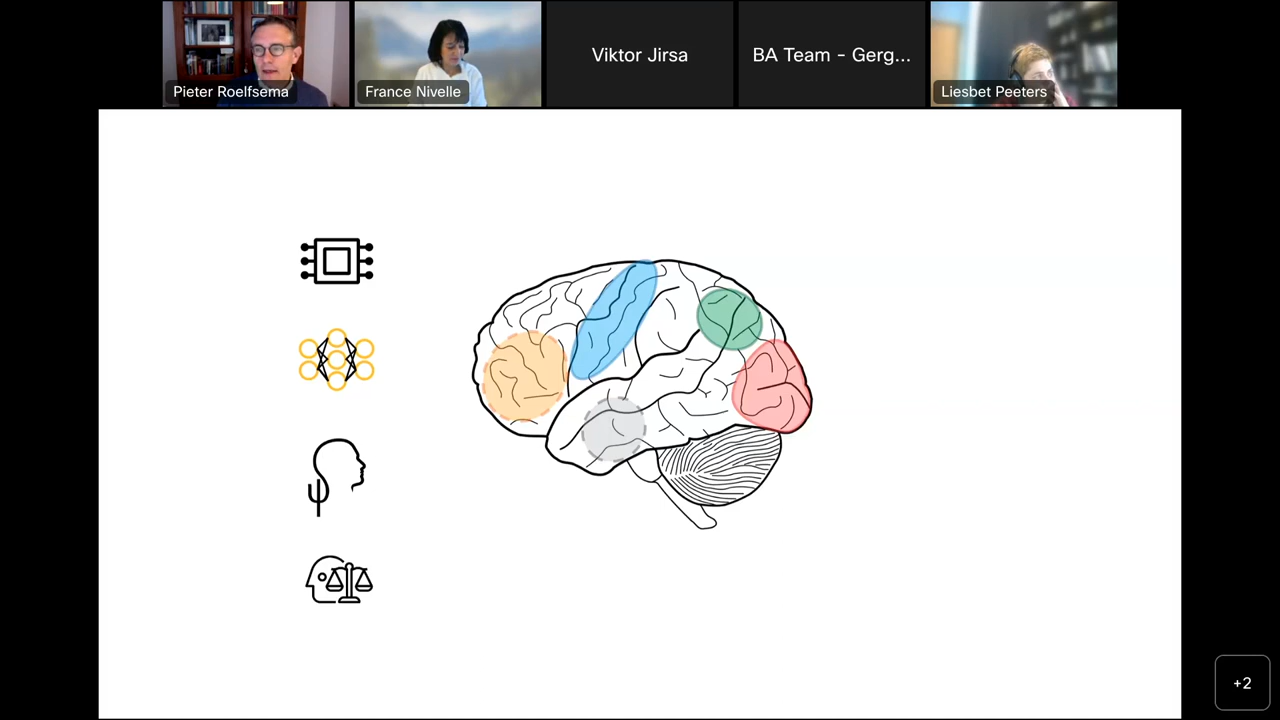 Pieter Roelfsema
France Nivelle
Viktor Jirsa
BA Team - Gerg...
Liesbet Peeters
+2